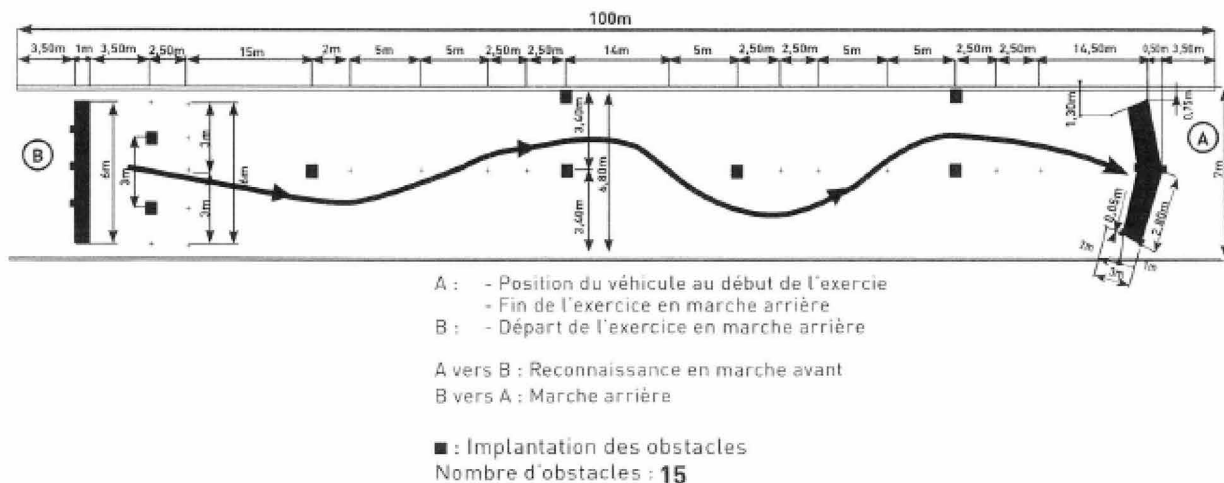 100m
3,50m 1m 3,50m 2,50m 15m 2m 5m 5m 2,50m 2,50m 14m 5m 2,50m 2,50m 5m 5m 2,50m 2,50m 14,50m 0,50m 3,50m
B
6m
3m
3m
3m
6m
3,40m
3,40m
6,80m
1,30m
0,75m
A
7m
0,05m
2,80m
3m
1m
A : - Position du véhicule au début de l'exercie
- Fin de l'exercice en marche arrière
B : - Départ de l'exercice en marche arrière
A vers B : Reconnaissance en marche avant
B vers A : Marche arrière
■ : Implantation des obstacles
Nombre d'obstacles : 15